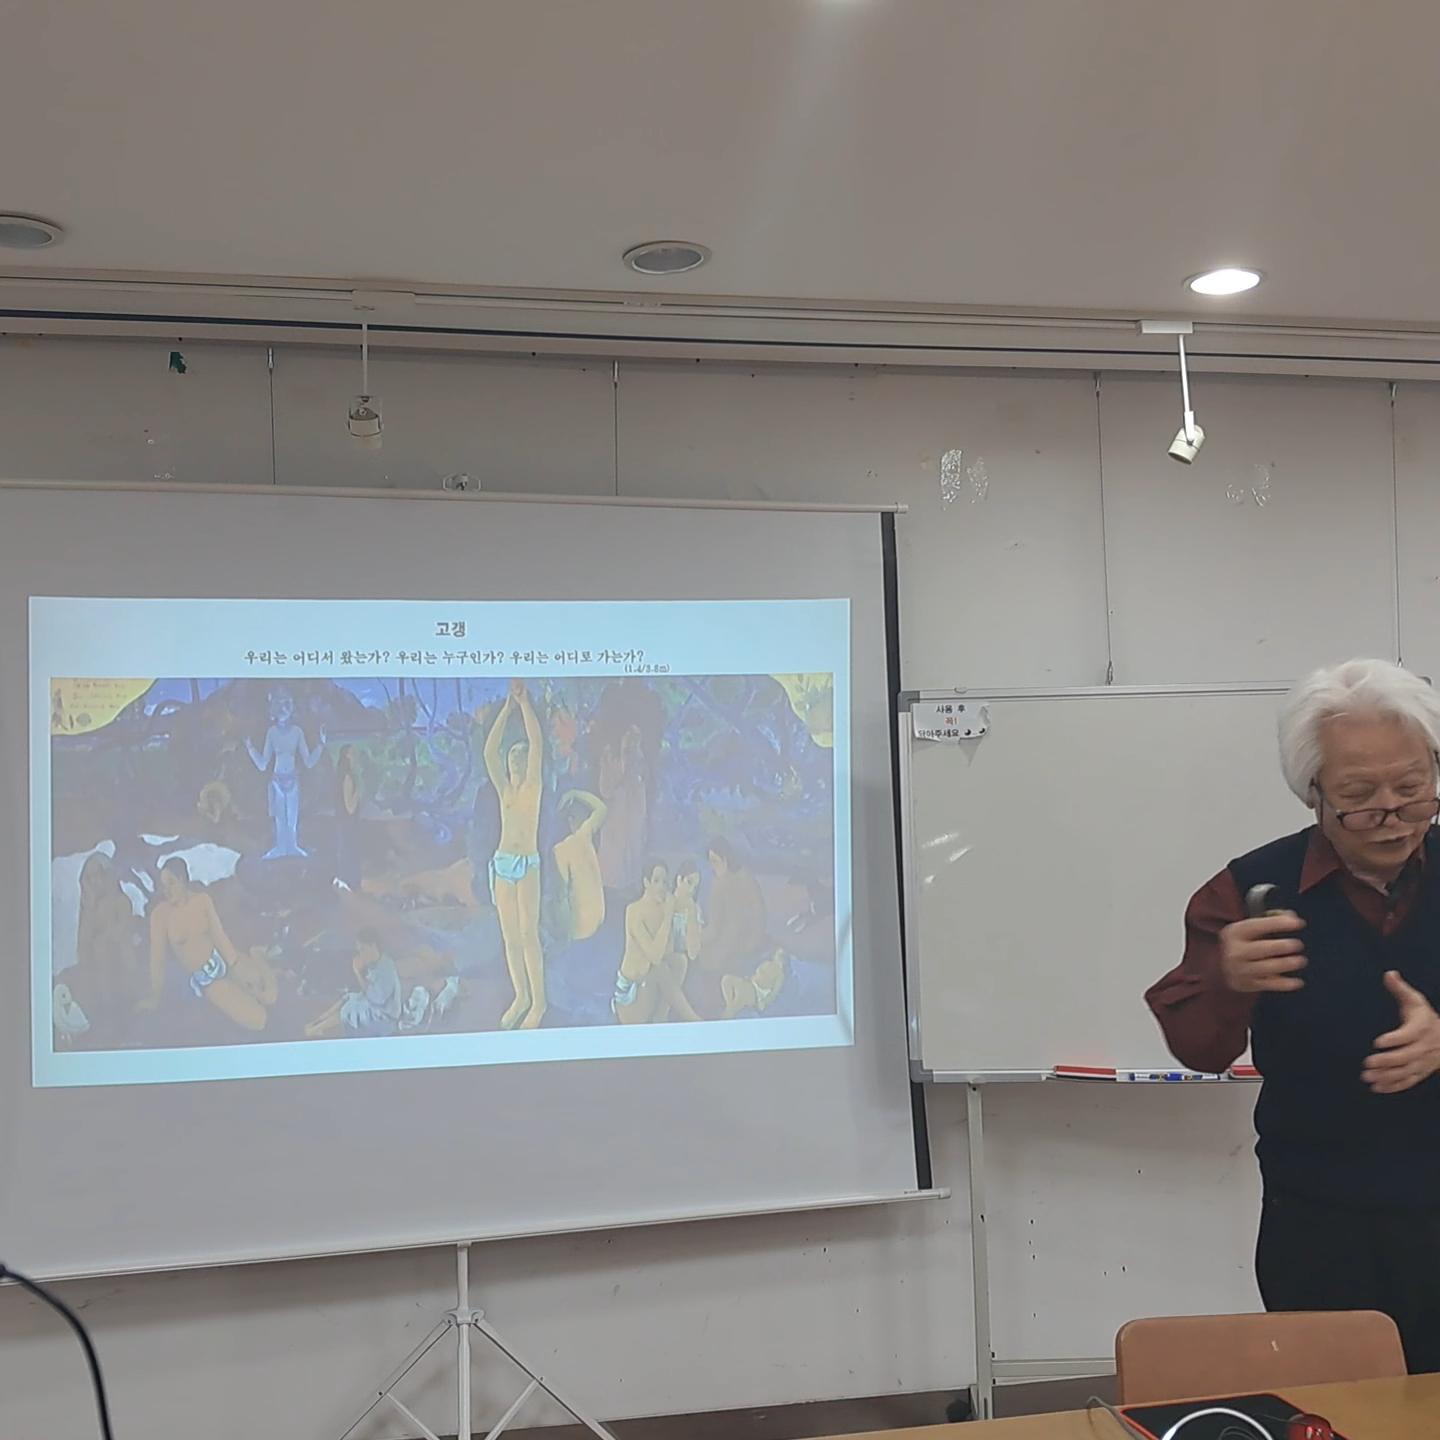 고갱
우리는 어디서 왔는가? 우리는 누구인가? 우리는 어디로 가는가?
사용 후
꼭!
닫아주세요